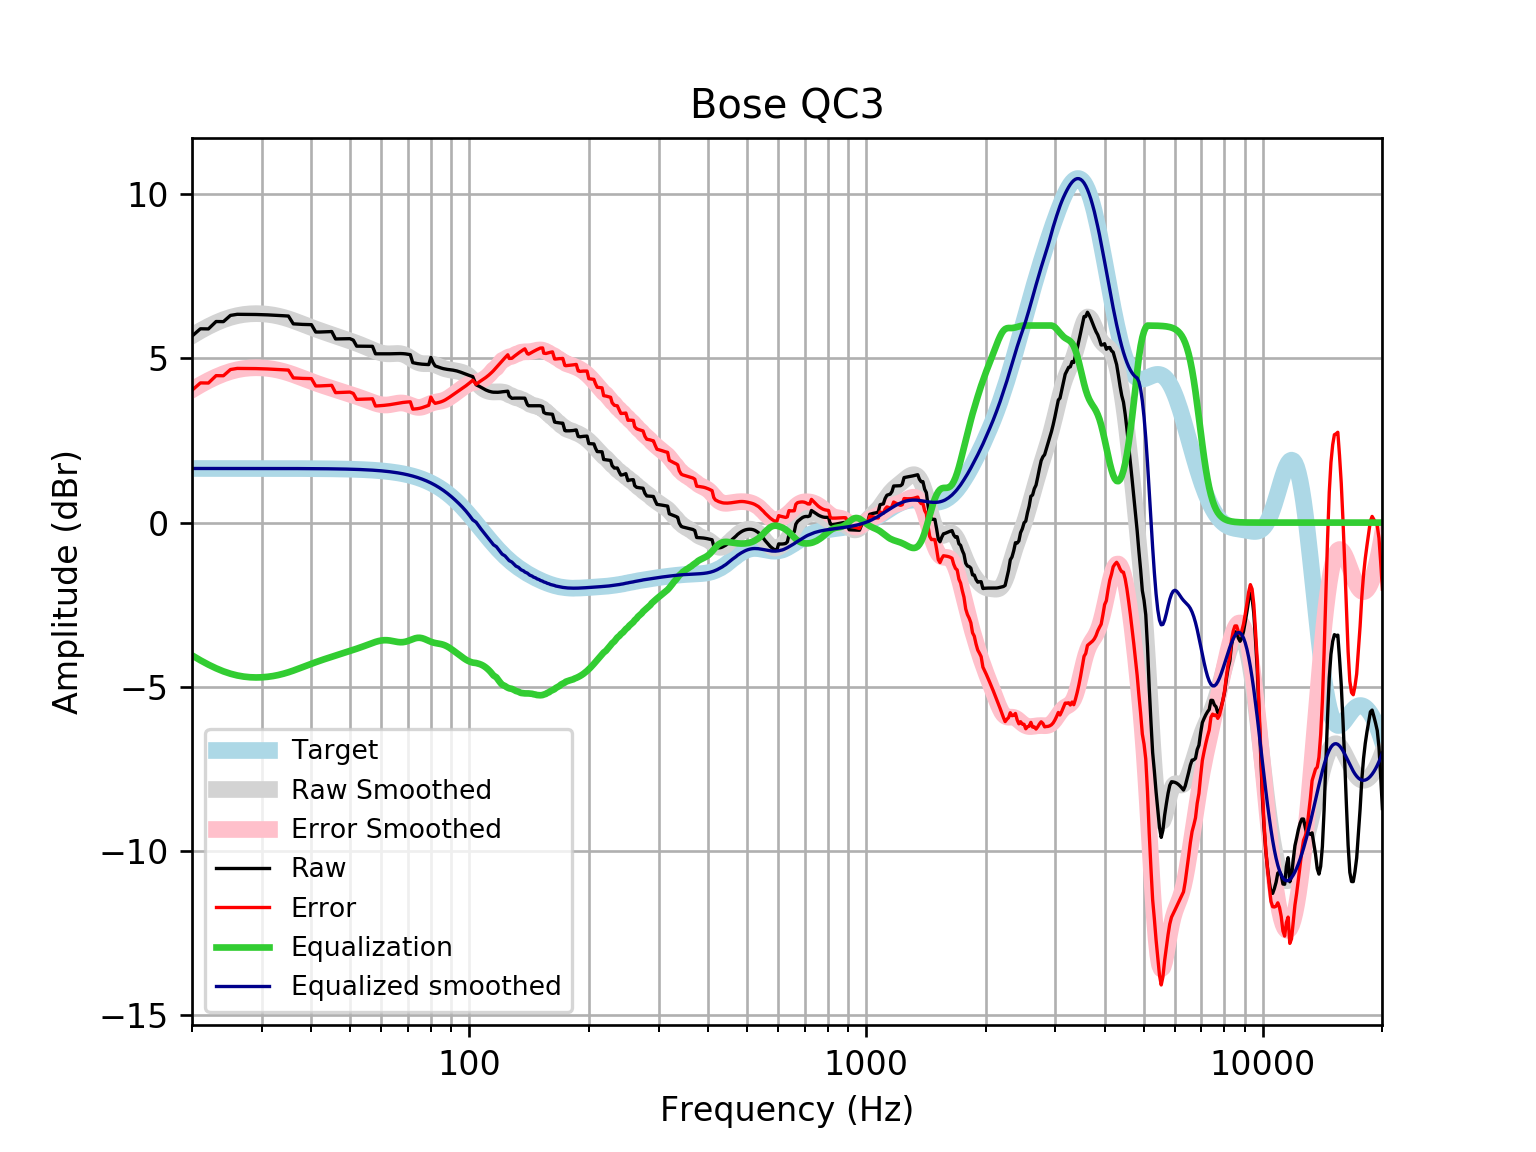 Bose QC3
10
5
0
−5
−10
−15
Amplitude (dBr)
Target
Raw Smoothed
Error Smoothed
Raw
Error
Equalization
Equalized smoothed
100
1000
10000
Frequency (Hz)